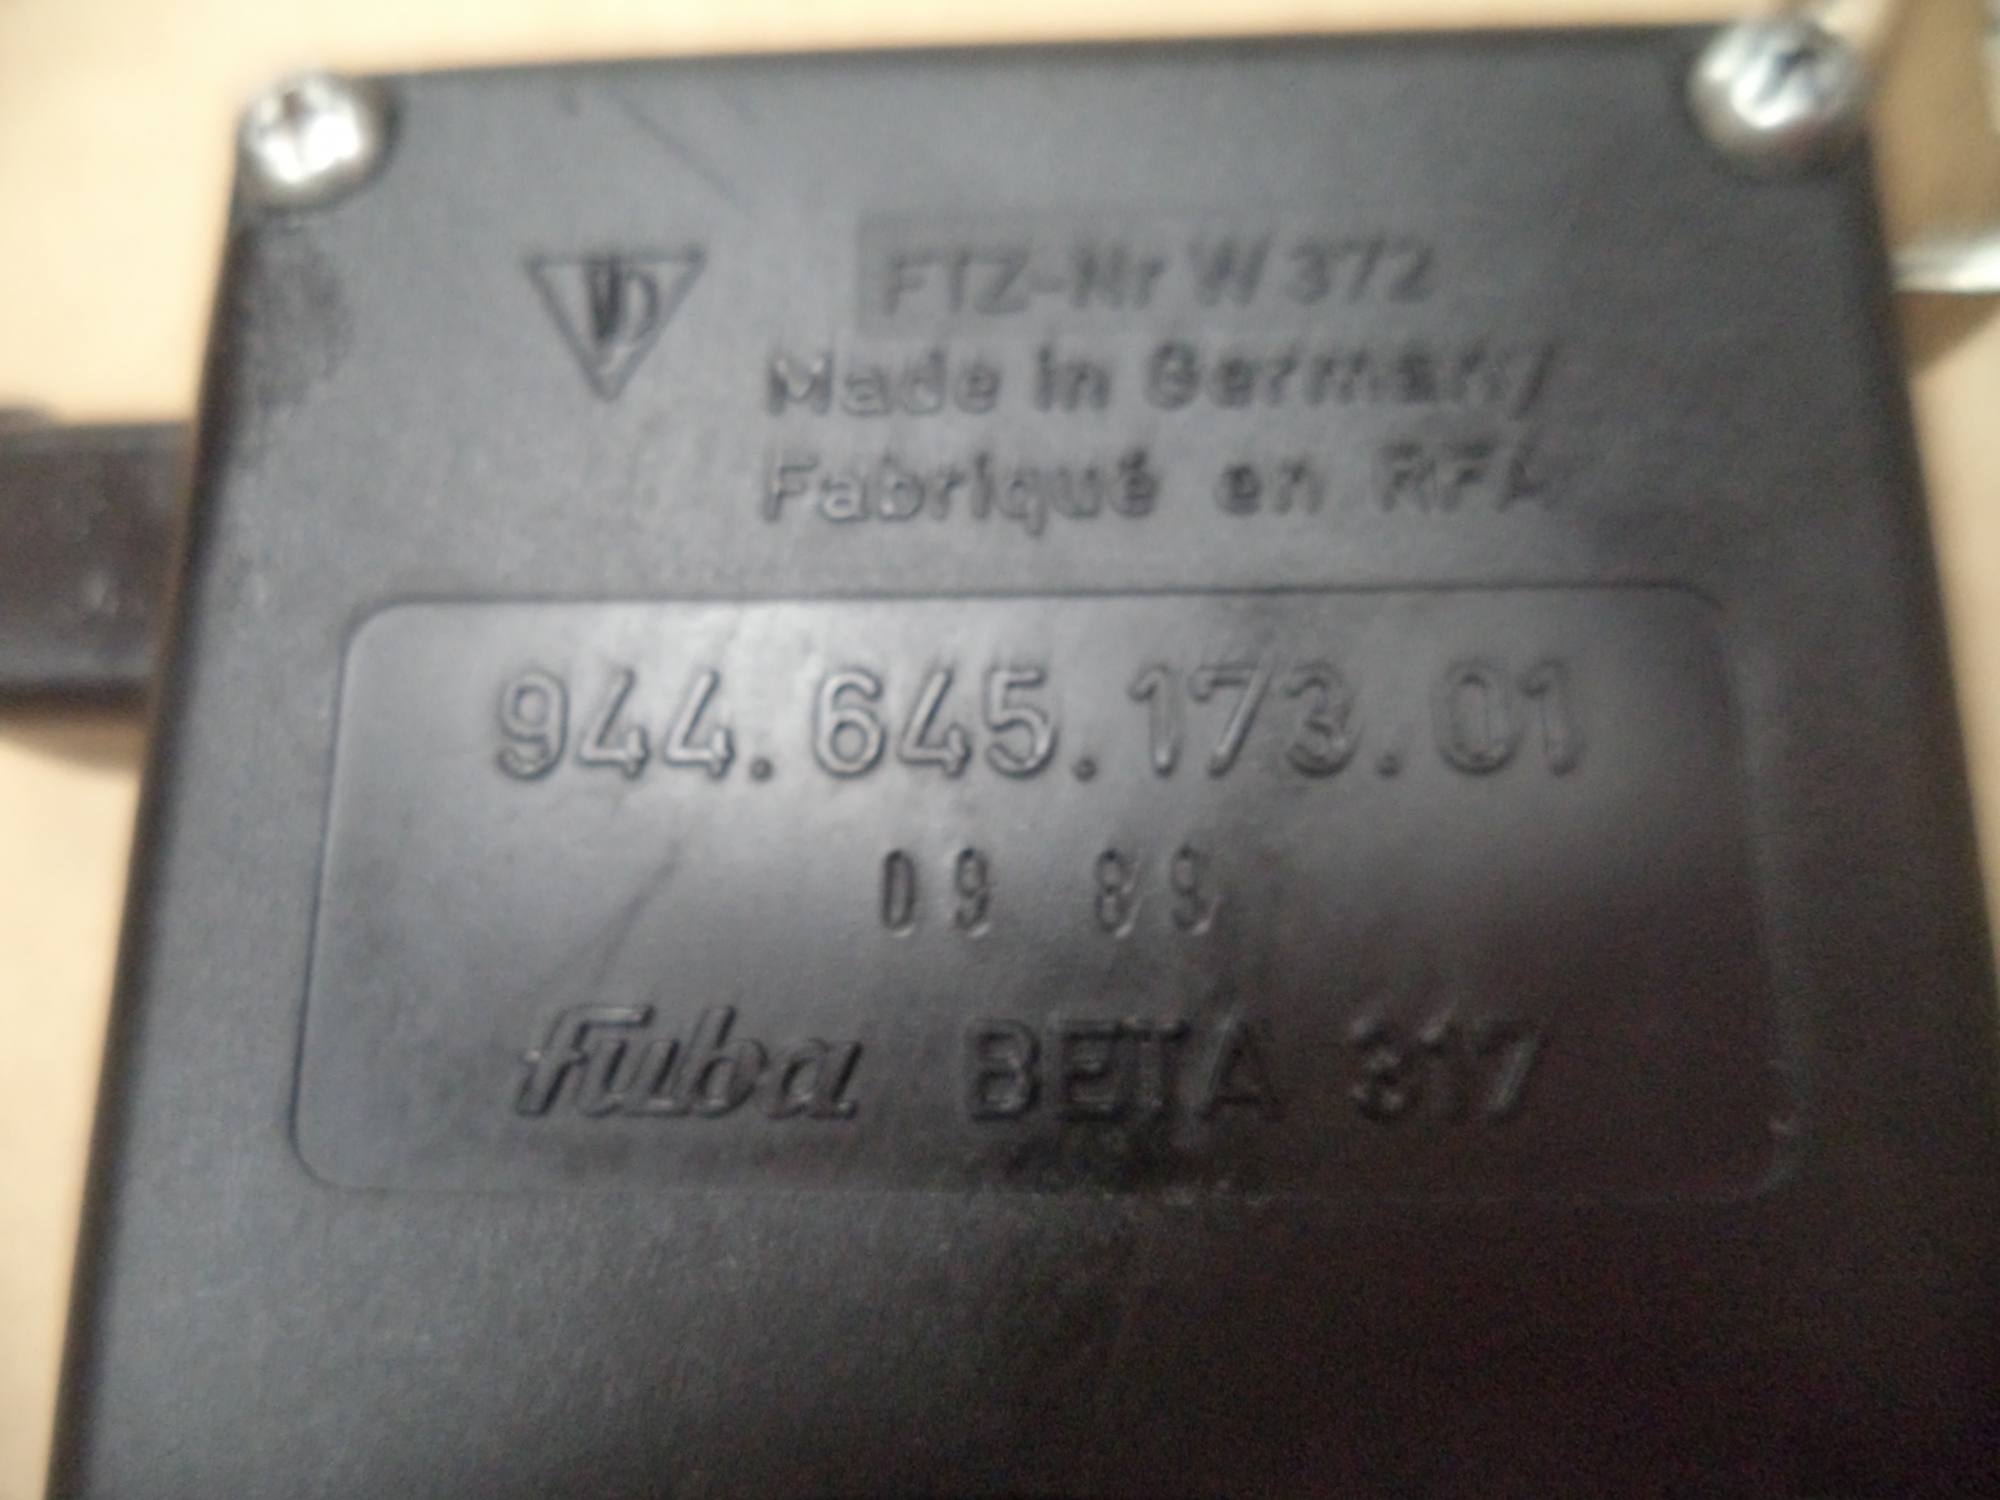 FTZ-Nr W 372
Made in Germany
Fabriqué en RFA
944.645.173.01
09 89
fuba BETA 317